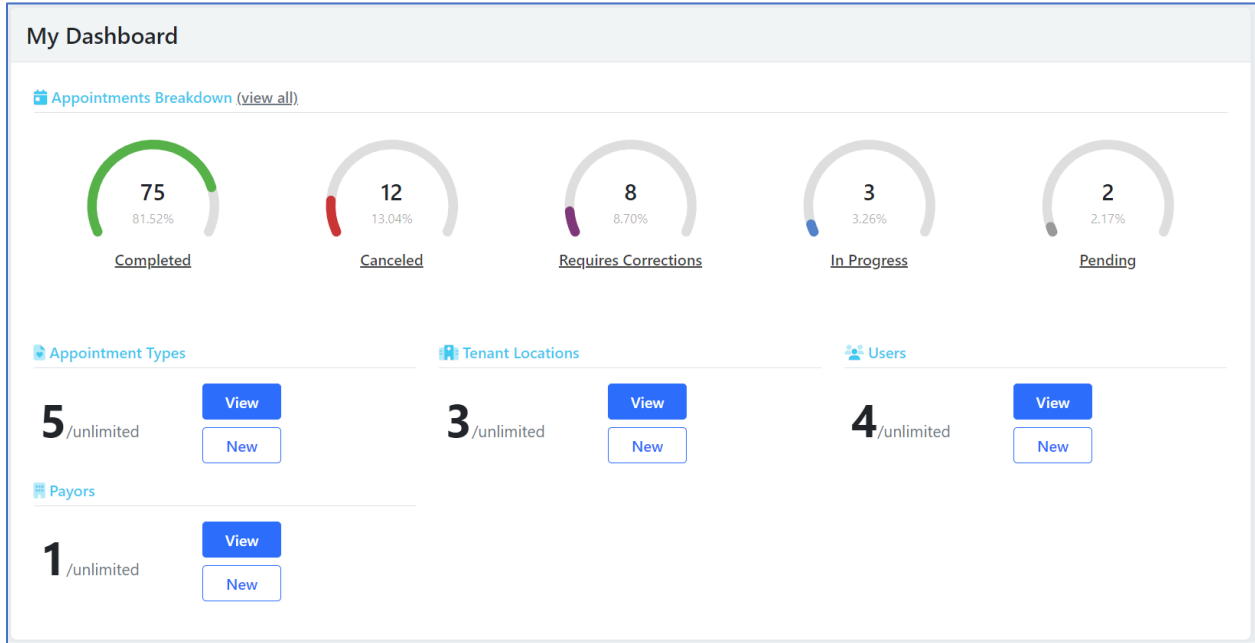 My Dashboard
Appointments Breakdown (view all)
75 12 8 3 2
81.52% 13.04% 8.70% 3.26% 2.17%
Completed Canceled Requires Corrections In Progress Pending
Appointment Types Tenant Locations Users
View View View
5/unlimited 3/unlimited 4/unlimited
New New New
Payors
View
1/unlimited
New